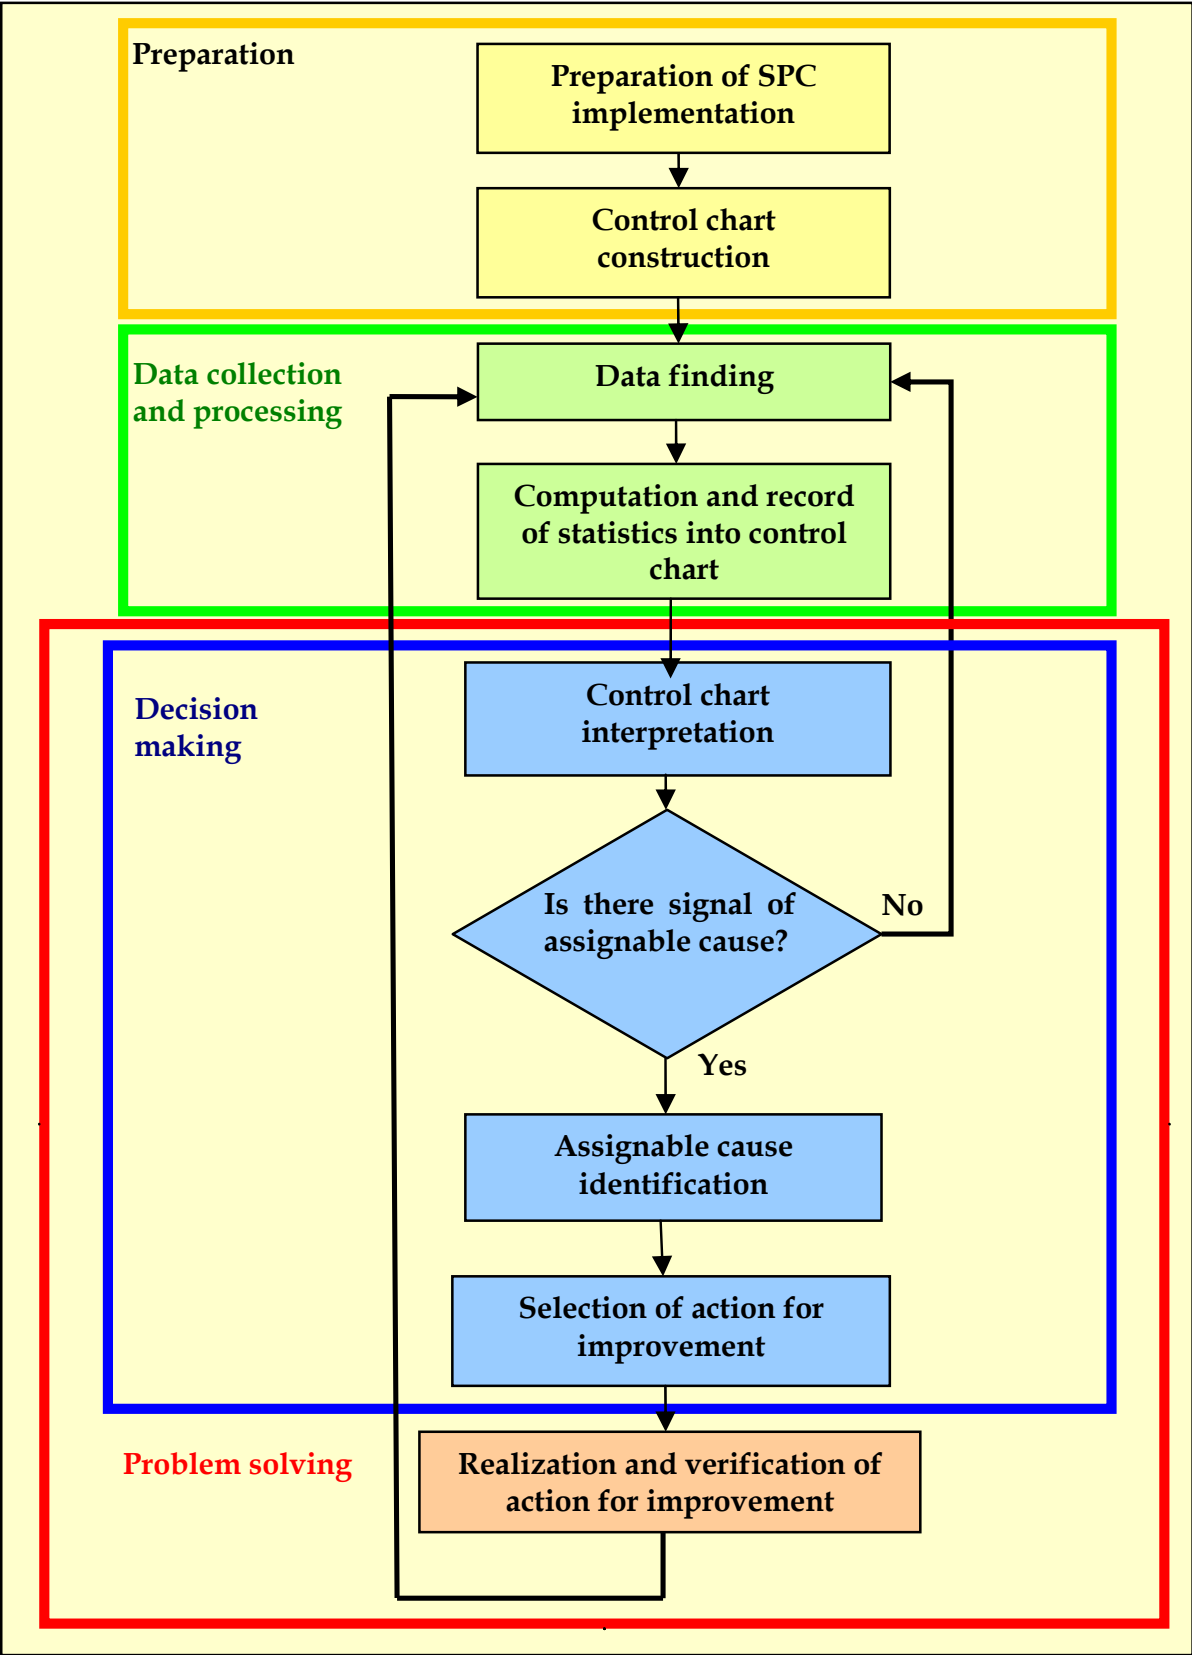 Preparation
Preparation of SPC
implementation
Control chart
construction
Data collection
and processing
Data finding
Computation and record
of statistics into control
chart
Decision
making
Control chart
interpretation
Is there signal of
assignable cause?
No
Yes
Assignable cause
identification
Selection of action for
improvement
Problem solving
Realization and verification of
action for improvement